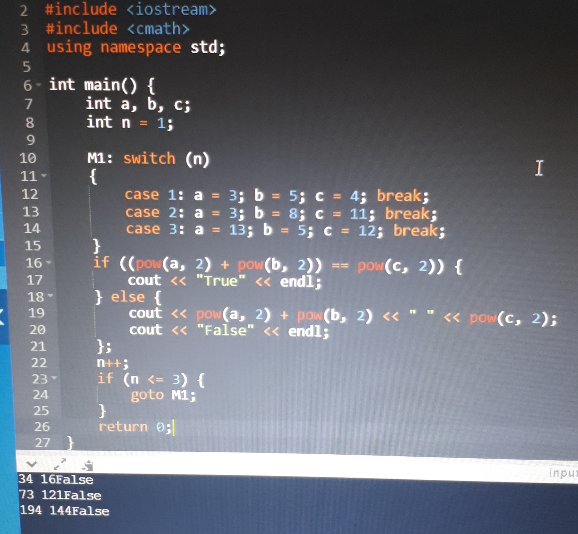 2 #include <iostream>
3 #include <cmath>
4 using namespace std;
5
6 int main() {
7 int a, b, c;
8 int n = 1;
9
10 M1: switch (n)
11 {
12 case 1: a = 3; b = 5; c = 4; break;
13 case 2: a = 3; b = 8; c = 11; break;
14 case 3: a = 13; b = 5; c = 12; break;
15 }
16 if ((pow(a, 2) + pow(b, 2)) == pow(c, 2)) {
17 cout << "True" << endl;
18 } else {
19 cout << pow(a, 2) + pow(b, 2) << " " << pow(c, 2);
20 cout << "False" << endl;
21 };
22 n++;
23 if (n <= 3) {
24 goto M1;
25 }
26 return 0;
27 }
input
34 16False
73 121False
194 144False